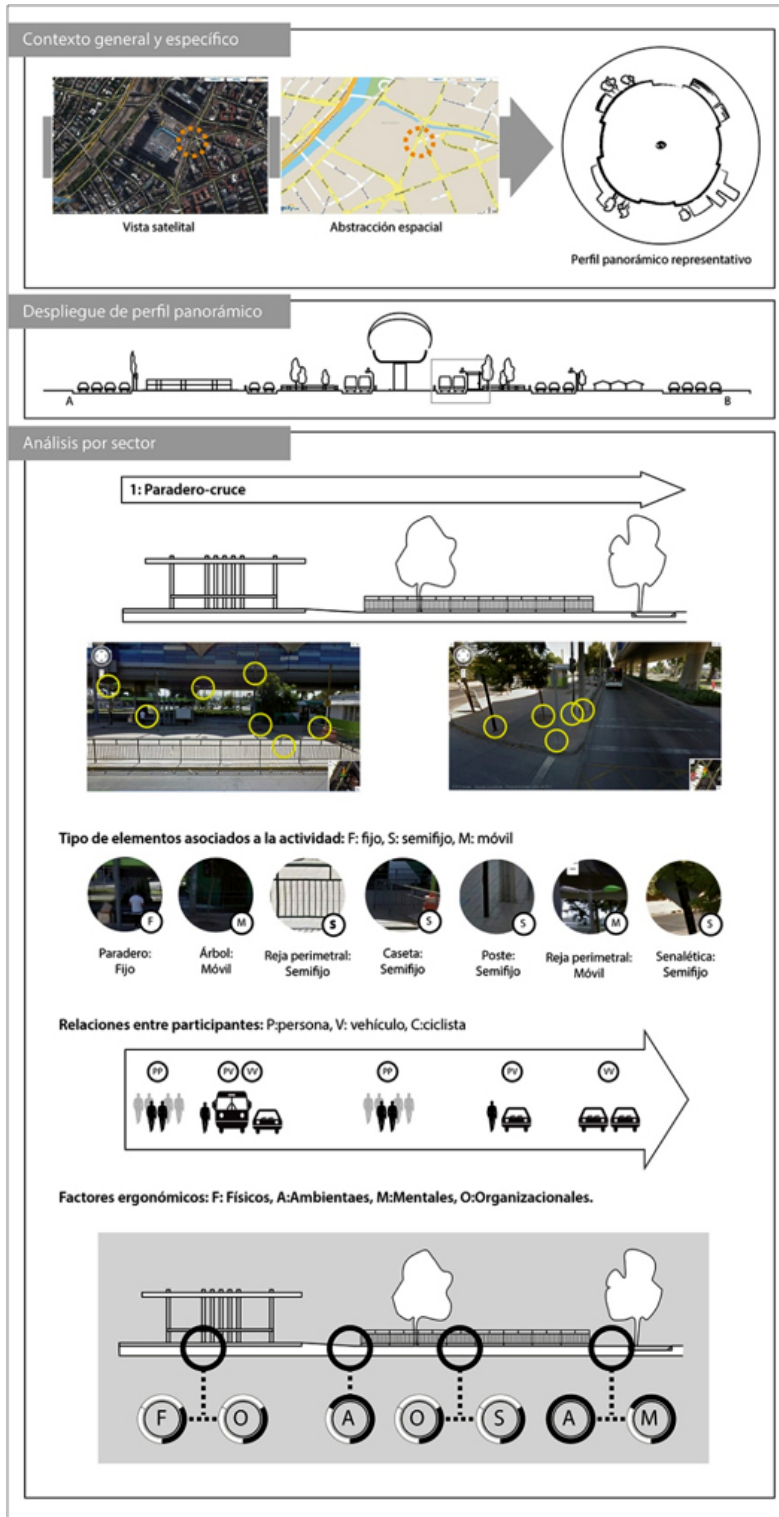 Contexto general y específico
Vista satelital
Abstracción espacial
Perfil panorámico representativo
Despliegue de perfil panorámico
A
B
Análisis por sector
1: Paradero-cruce
Tipo de elementos asociados a la actividad: F: fijo, S: semifijo, M: móvil
F
M
S
S
S
M
S
Paradero:
Fijo
Árbol:
Móvil
Reja perimetral:
Semifijo
Caseta:
Semifijo
Poste:
Semifijo
Reja perimetral:
Móvil
Senalética:
Semifijo
Relaciones entre participantes: P:persona, V: vehículo, C:ciclista
PP
PV
VV
PP
PV
VV
Factores ergonómicos: F: Físicos, A:Ambientaes, M:Mentales, O:Organizacionales.
F
O
A
O
S
A
M